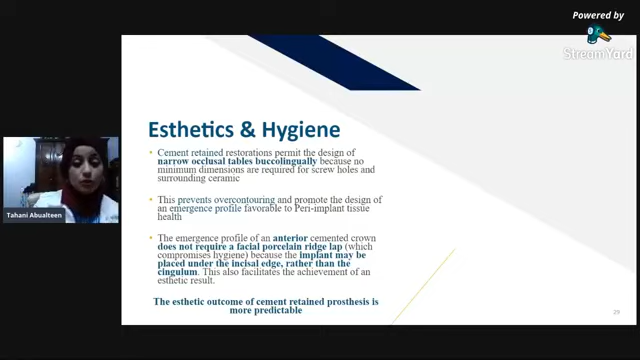 Powered by
StreamYard
Esthetics & Hygiene
• Cement retained restorations permit the design of
narrow occlusal tables buccolingually because no
minimum dimensions are required for screw holes and
surrounding ceramic
• This prevents overcontouring and promote the design of
an emergence profile favorable to Peri-implant tissue
health
• The emergence profile of an anterior cemented crown
does not require a facial porcelain ridge lap (which
compromises hygiene) because the implant may be
placed under the incisal edge, rather than the
cingulum. This also facilitates the achievement of an
esthetic result.
The esthetic outcome of cement retained prosthesis is
more predictable
Tahani Abualteen
29